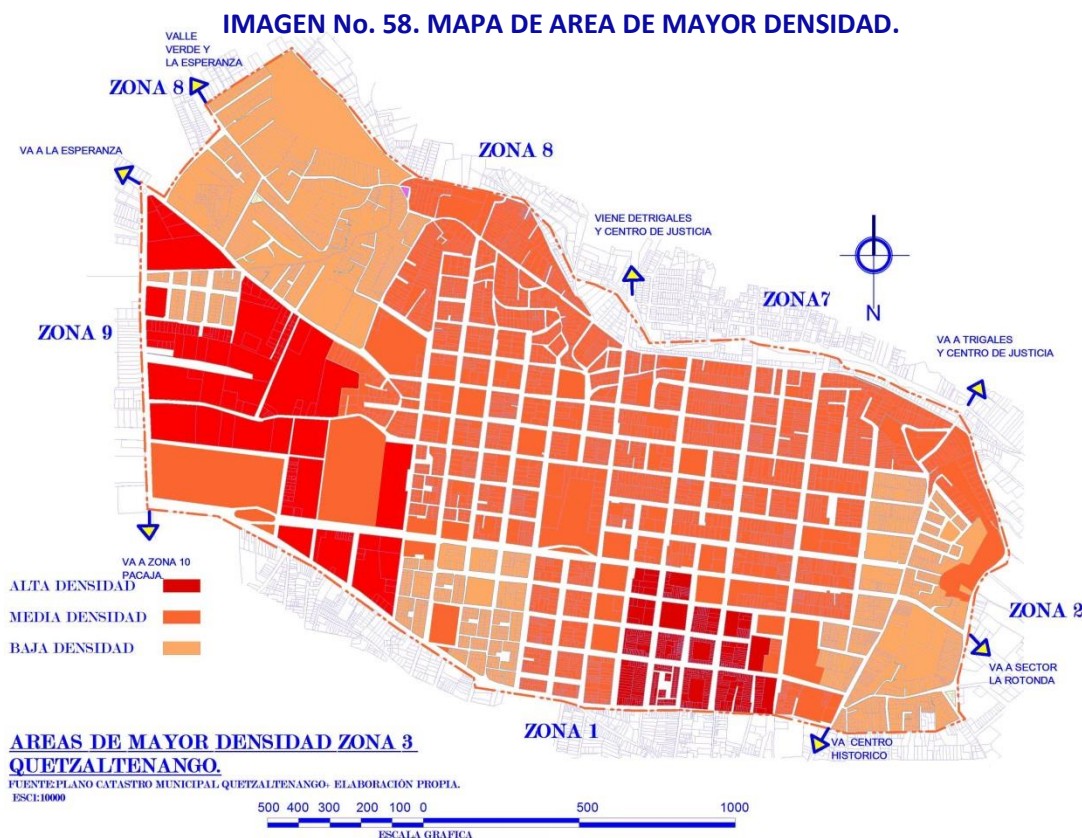 IMAGEN No. 58. MAPA DE AREA DE MAYOR DENSIDAD.
VALLE
VERDE Y
LA ESPERANZA
ZONA 8
VA A LA ESPERANZA
ZONA 8
VIENE DETRIGALES
Y CENTRO DE JUSTICIA
ZONA7
N
ZONA 9
VA A TRIGALES
Y CENTRO DE JUSTICIA
VA A ZONA 10
PACAJA.
ALTA DENSIDAD
MEDIA DENSIDAD
BAJA DENSIDAD
ZONA 2
VA A SECTOR
LA ROTONDA
ZONA 1
VA CENTRO
HISTORICO
AREAS DE MAYOR DENSIDAD ZONA 3
QUETZALTENANGO.
FUENTE:PLANO CATASTRO MUNICIPAL QUETZALTENANGO+ ELABORACIÓN PROPIA.
ESC1:10000
500 400 300 200 100 0 500 1000
ESCALA GRAFICA